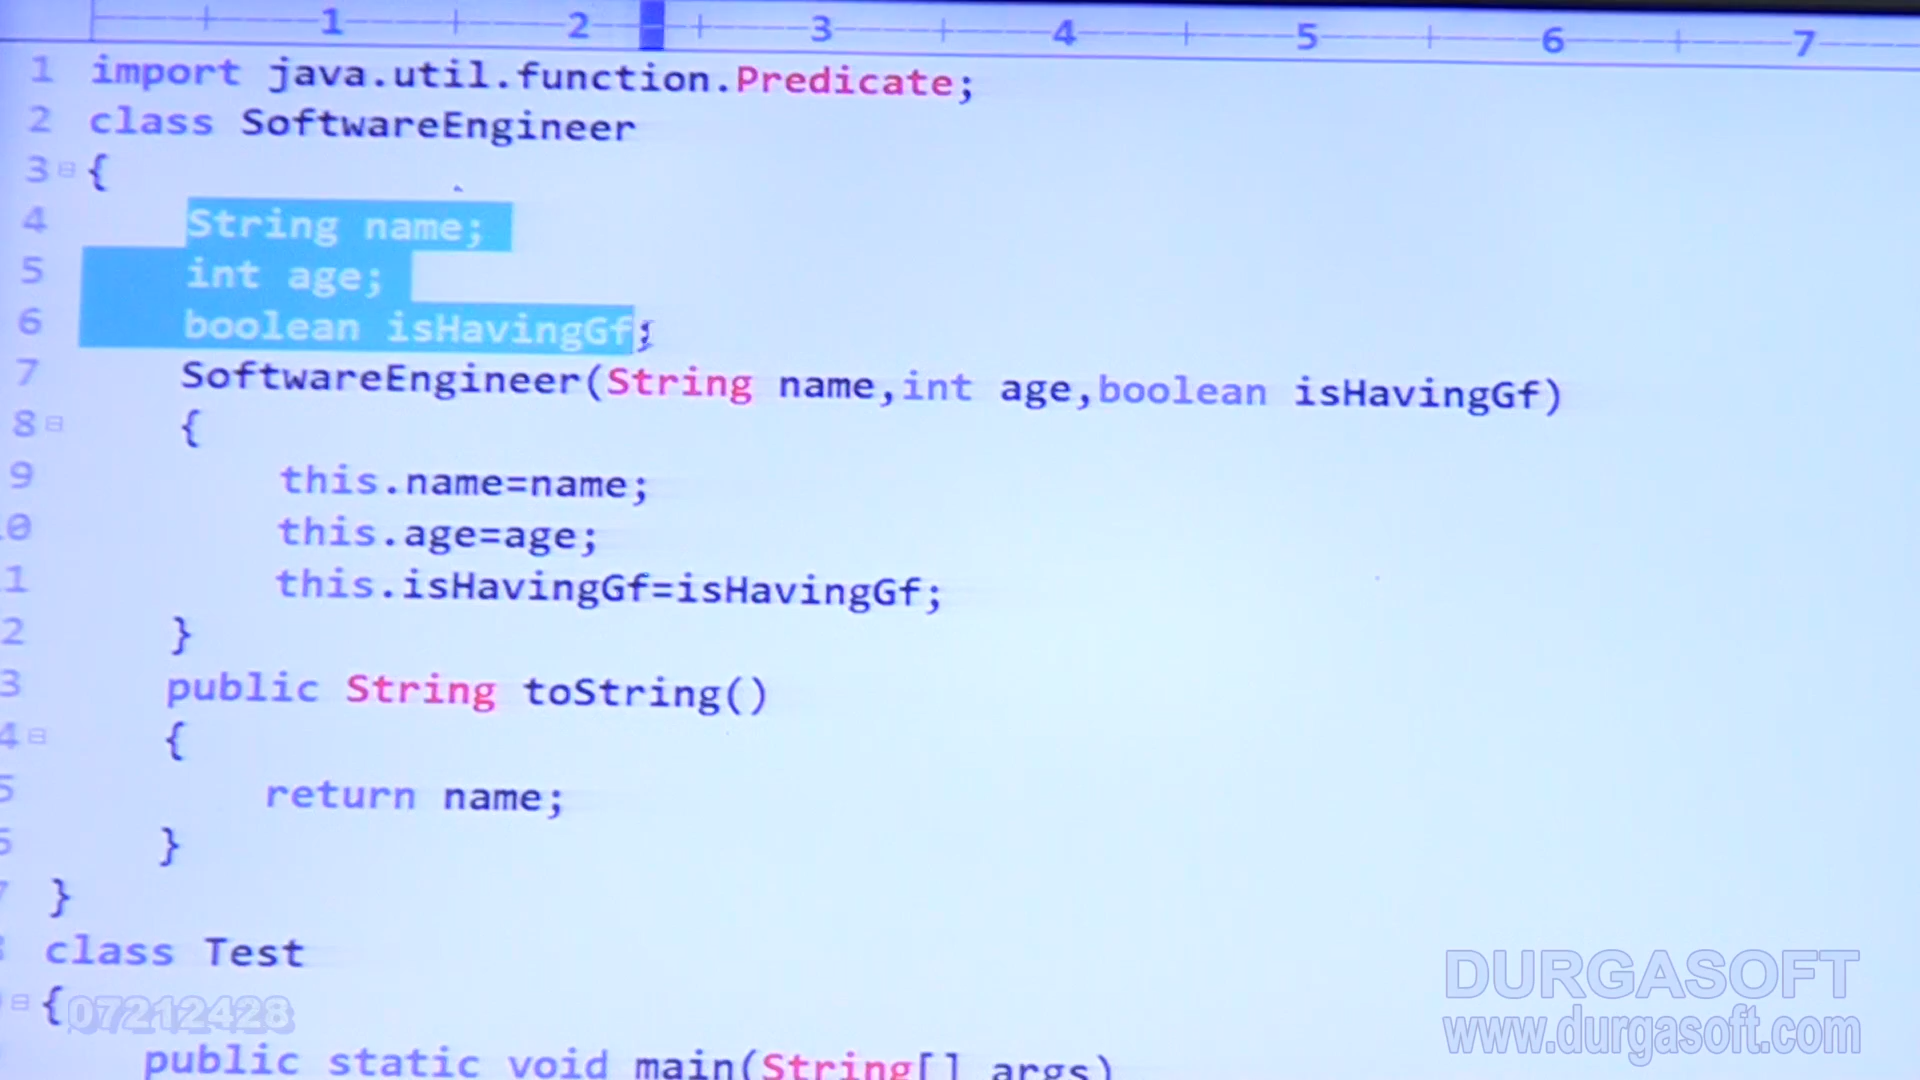 1 2 3 4 5 6 7
1 import java.util.function.Predicate;
2 class SoftwareEngineer
3 {
4 String name;
5 int age;
6 boolean isHavingGf;
7 SoftwareEngineer(String name,int age,boolean isHavingGf)
8 {
9 this.name=name;
0 this.age=age;
1 this.isHavingGf=isHavingGf;
2 }
3 public String toString()
4 {
5 return name;
6 }
7 }
class Test
{
07212428
public static void main(String[] args)
DURGASOFT
www.durgasoft.com